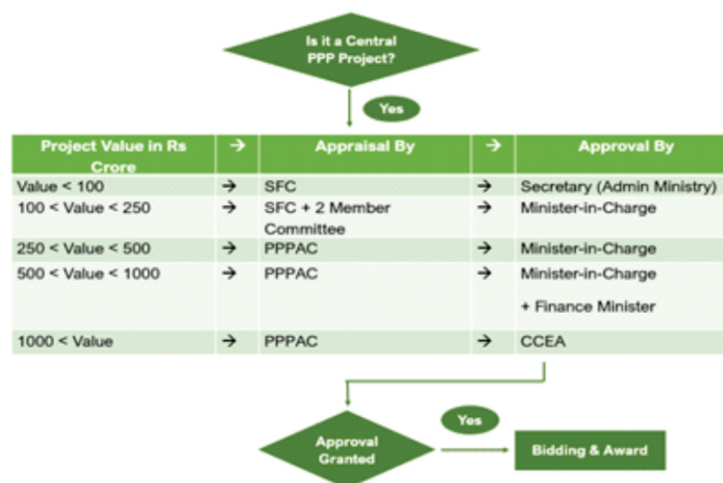 Is it a Central
PPP Project?
Yes
Project Value in Rs → Appraisal By → Approval By
Crore
Value < 100 → SFC → Secretary (Admin Ministry)
100 < Value < 250 → SFC + 2 Member → Minister-in-Charge
Committee
250 < Value < 500 → PPPAC → Minister-in-Charge
500 < Value < 1000 → PPPAC → Minister-in-Charge
+ Finance Minister
1000 < Value → PPPAC → CCEA
Yes
Approval
Granted
Bidding & Award